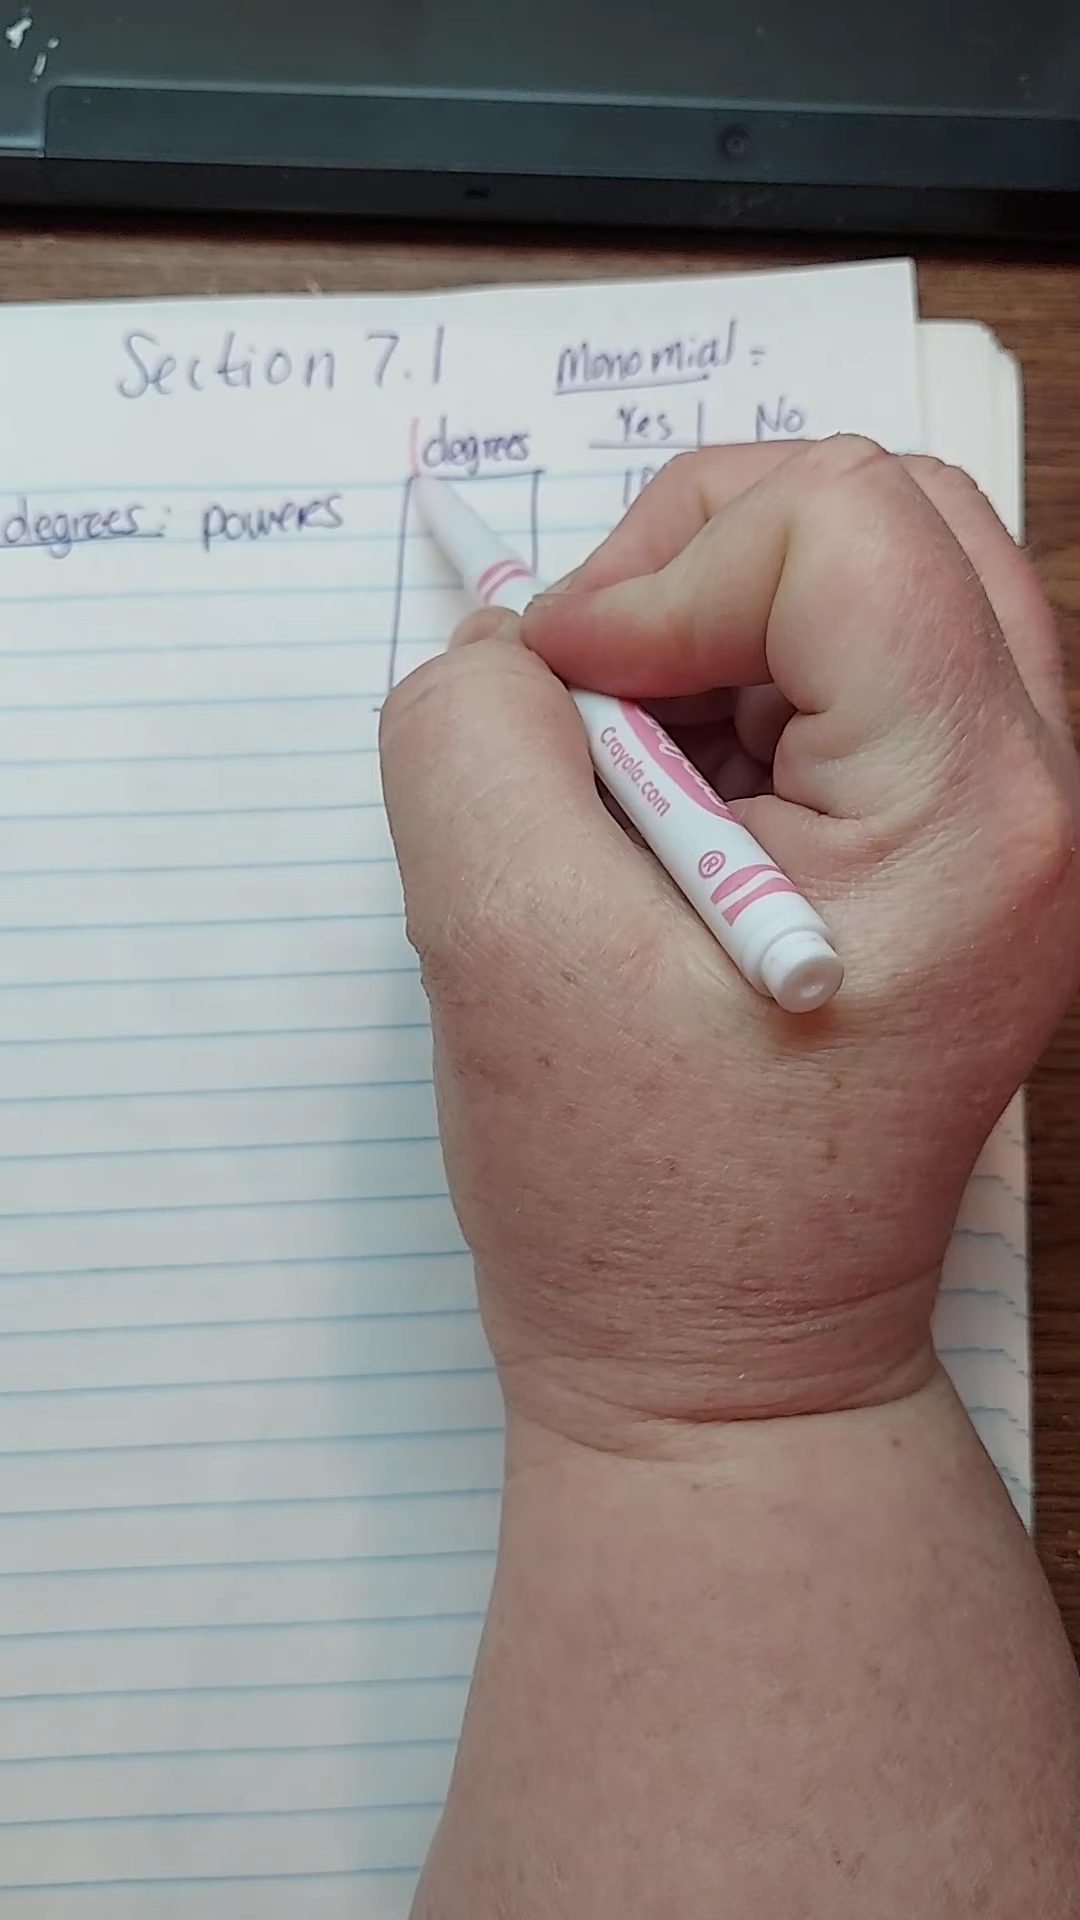 Section 7.1
Monomial =
Yes | No
degrees
degrees: powers
Crayola.com
®